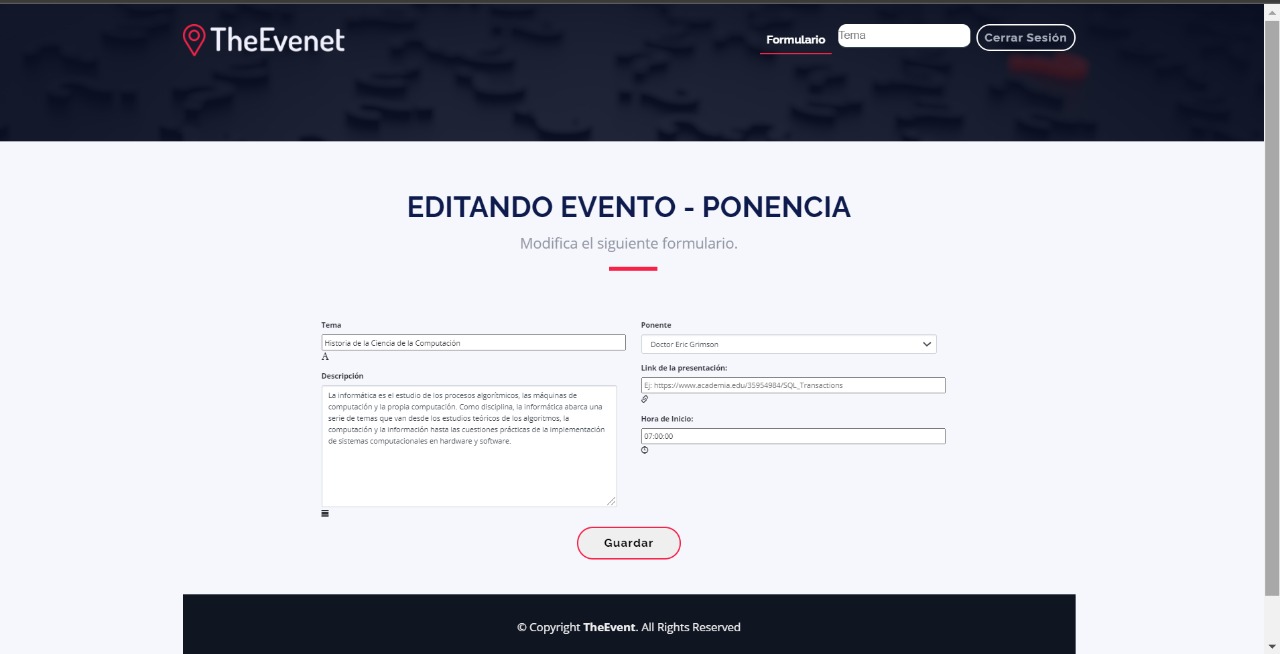 TheEvenet
Formulario
Tema
Cerrar Sesión
EDITANDO EVENTO - PONENCIA
Modifica el siguiente formulario.
Tema
Historia de la Ciencia de la Computación
A
Descripción
La informática es el estudio de los procesos algorítmicos, las máquinas de
computación y la propia computación. Como disciplina, la informática abarca una
serie de temas que van desde los estudios teóricos de los algoritmos, la
computación y la información hasta las cuestiones prácticas de la implementación
de sistemas computacionales en hardware y software.
Ponente
Doctor Eric Grimson
Link de la presentación:
Ej: https://www.academia.edu/35954984/SQL_Transactions
Hora de Inicio:
07:00:00
Guardar
© Copyright TheEvent. All Rights Reserved